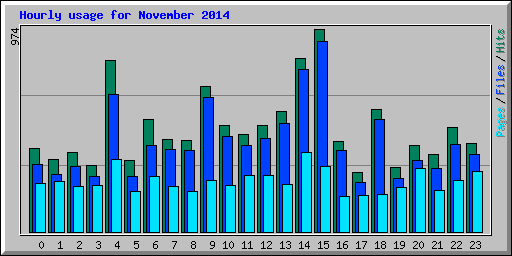 Hourly usage for November 2014
974
Pages / Files / Hits
0 1 2 3 4 5 6 7 8 9 10 11 12 13 14 15 16 17 18 19 20 21 22 23